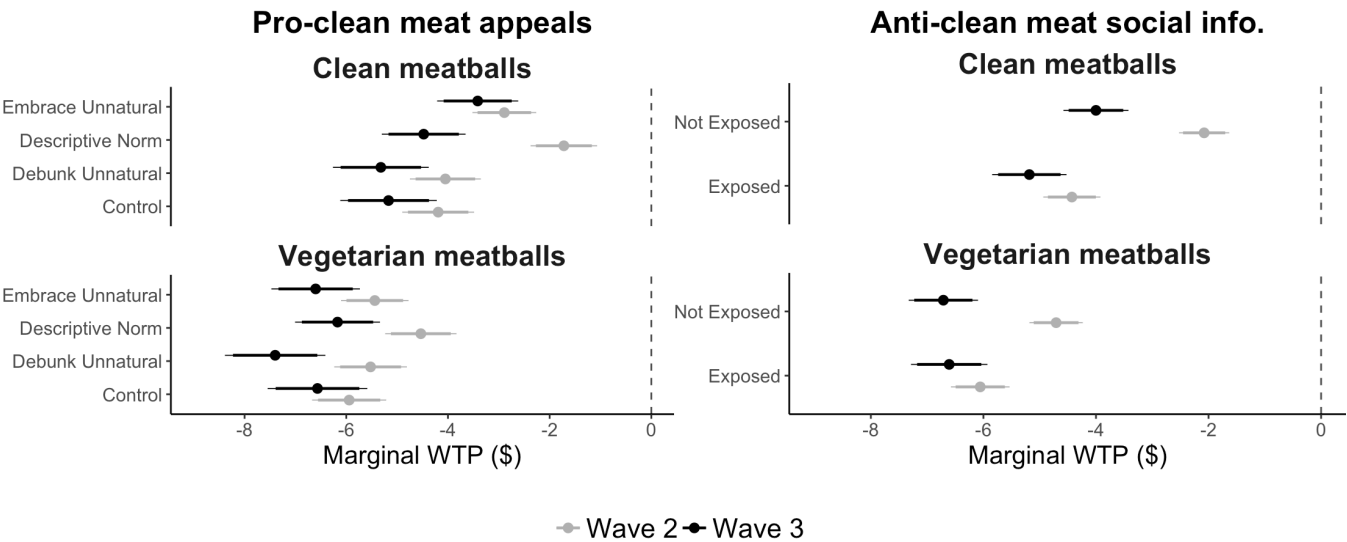 Pro-clean meat appeals
Clean meatballs
Embrace Unnatural
Descriptive Norm
Debunk Unnatural
Control
Vegetarian meatballs
Embrace Unnatural
Descriptive Norm
Debunk Unnatural
Control
-8 -6 -4 -2 0
Marginal WTP ($)
Anti-clean meat social info.
Clean meatballs
Not Exposed
Exposed
Vegetarian meatballs
Not Exposed
Exposed
-8 -6 -4 -2 0
Marginal WTP ($)
Wave 2 Wave 3